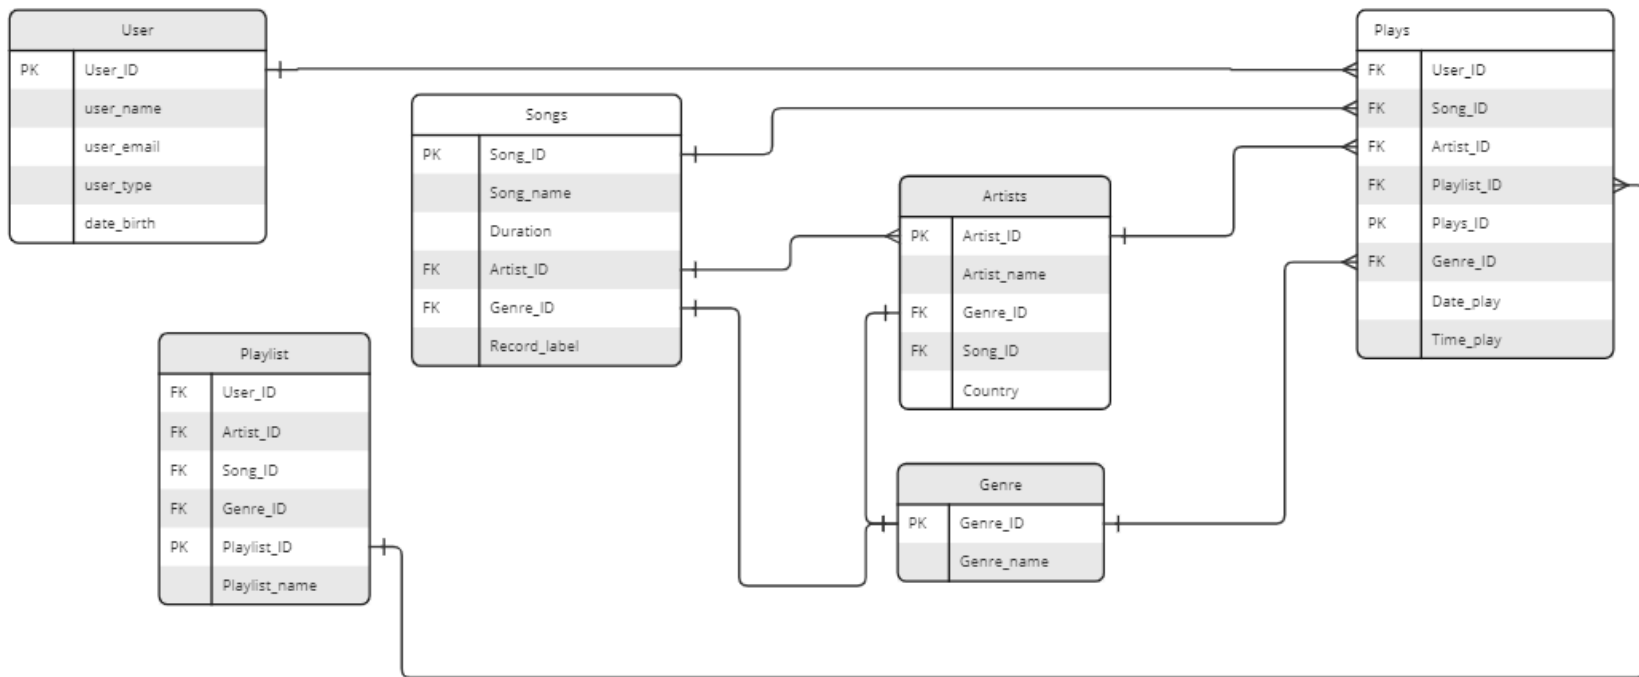 User
PK User_ID
user_name
user_email
user_type
date_birth
Songs
PK Song_ID
Song_name
Duration
FK Artist_ID
FK Genre_ID
Record_label
Playlist
FK User_ID
FK Artist_ID
FK Song_ID
FK Genre_ID
PK Playlist_ID
Playlist_name
Artists
PK Artist_ID
Artist_name
FK Genre_ID
FK Song_ID
Country
Genre
PK Genre_ID
Genre_name
Plays
FK User_ID
FK Song_ID
FK Artist_ID
FK Playlist_ID
PK Plays_ID
FK Genre_ID
Date_play
Time_play